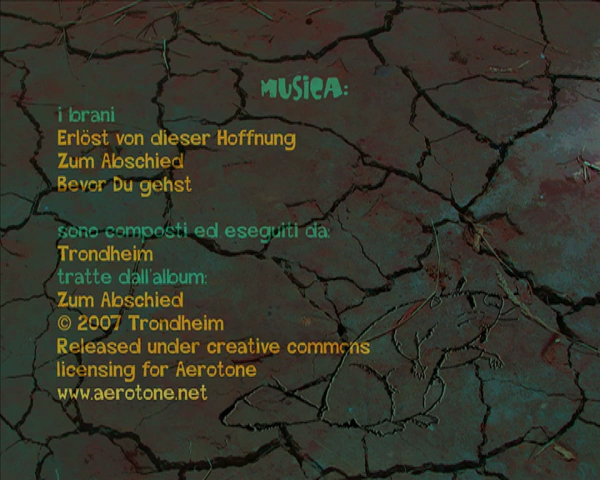 MUSICA:
i brani
Erlöst von dieser Hoffnung
Zum Abschied
Bevor Du gehst
sono composti ed eseguiti da:
Trondheim
tratte dall'album:
Zum Abschied
© 2007 Trondheim
Released under creative commons
licensing for Aerotone
www.aerotone.net